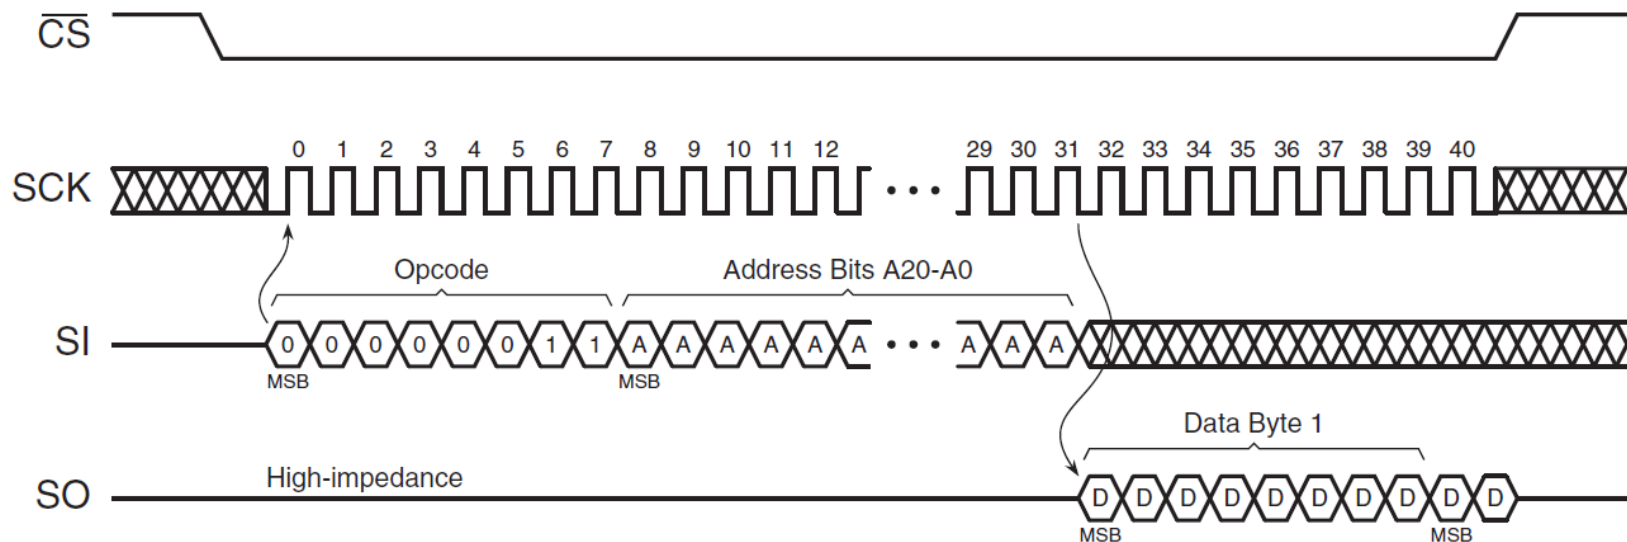 CS
SCK 0 1 2 3 4 5 6 7 8 9 10 11 12 ••• 29 30 31 32 33 34 35 36 37 38 39 40
Opcode Address Bits A20-A0
SI 0 0 0 0 0 0 1 1 A A A A A A ••• A A A
MSB MSB
Data Byte 1
High-impedance
SO D D D D D D D D D D
MSB MSB